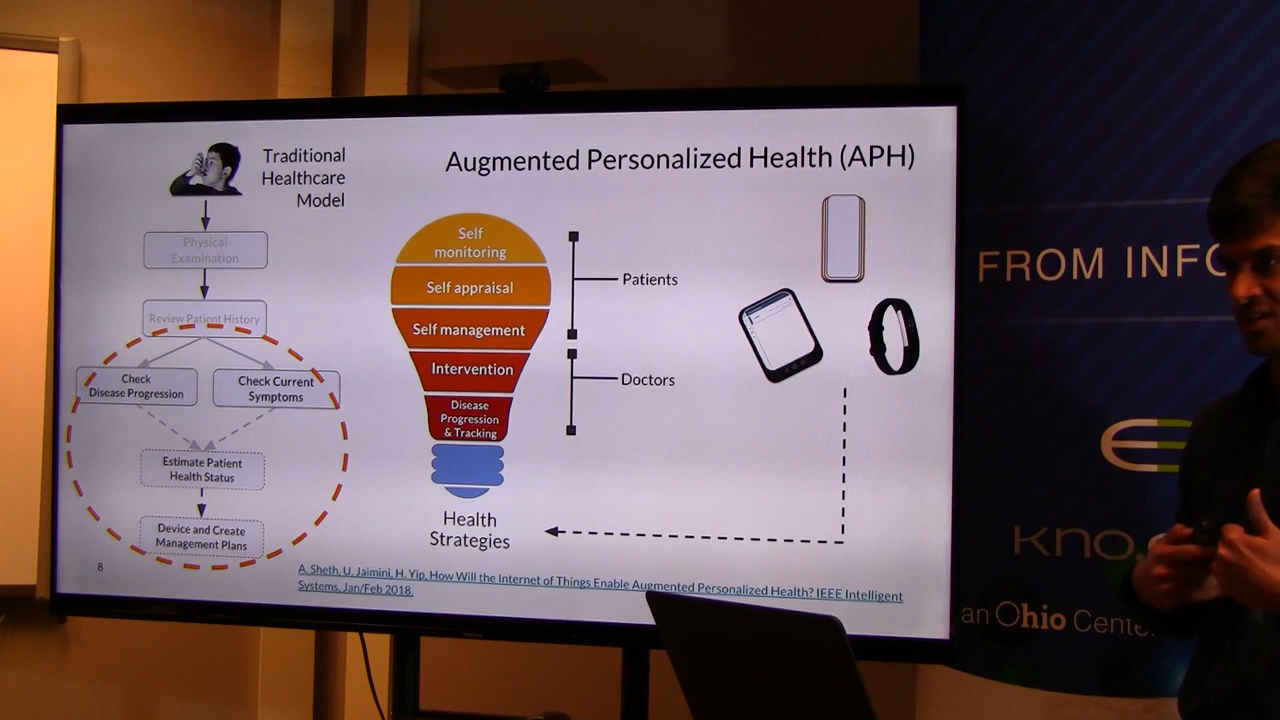 Traditional
Healthcare
Model
Physical
Examination
Review Patient History
Check
Disease Progression
Check Current
Symptoms
Estimate Patient
Health Status
Device and Create
Management Plans
8
Augmented Personalized Health (APH)
Self
monitoring
Self appraisal
Self management
Intervention
Disease
Progression
& Tracking
Patients
Doctors
Health
Strategies
A. Sheth, U. Jaimini, H. Yip, How Will the Internet of Things Enable Augmented Personalized Health? IEEE Intelligent
Systems, Jan/Feb 2018.
FROM INFO
kno.
an Ohio Cente